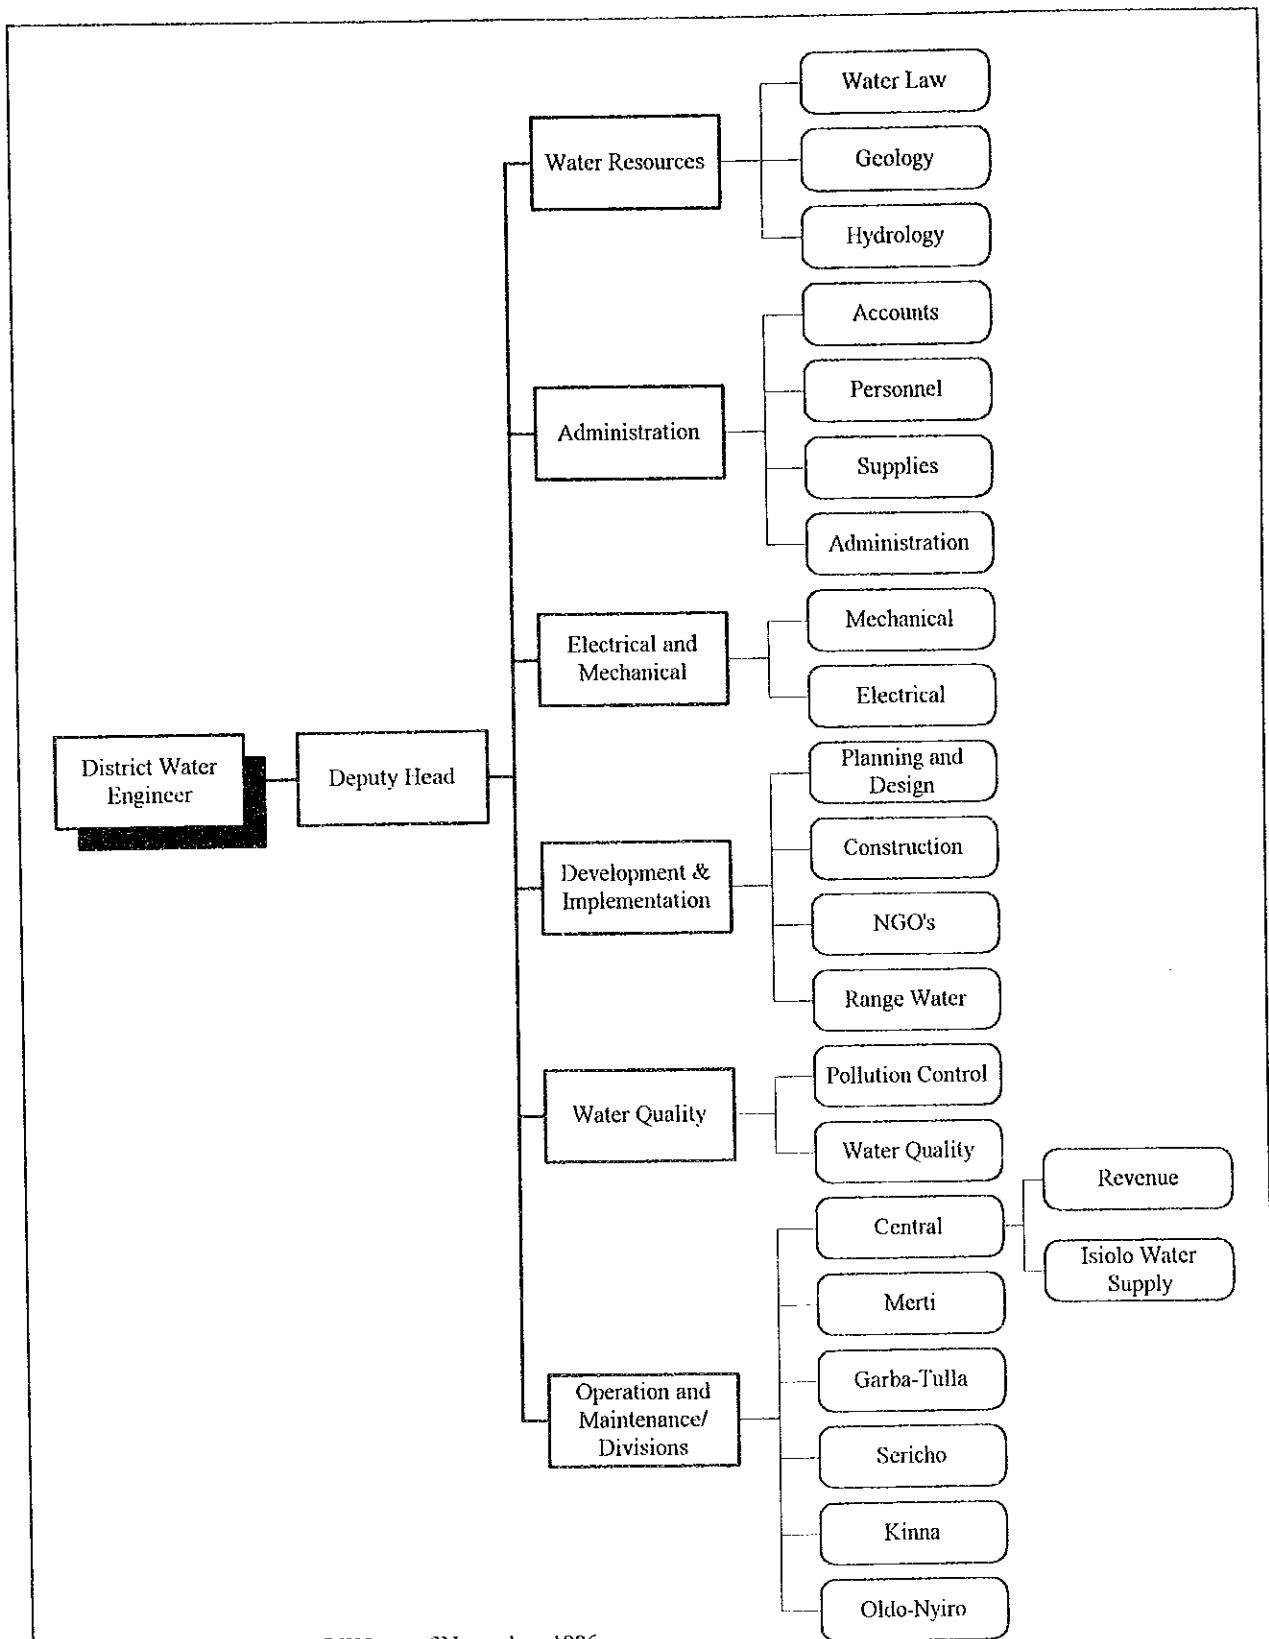 Water Law
Water Resources
Geology
Hydrology
Accounts
Personnel
Administration
Supplies
Administration
Mechanical
Electrical and
Mechanical
Electrical
District Water
Engineer
Deputy Head
Planning and
Design
Construction
Development &
Implementation
NGO's
Range Water
Pollution Control
Water Quality
Water Quality
Central
Revenue
Isiolo Water
Supply
Merti
Garba-Tulla
Operation and
Maintenance/
Divisions
Sericho
Kinna
Oldo-Nyiro